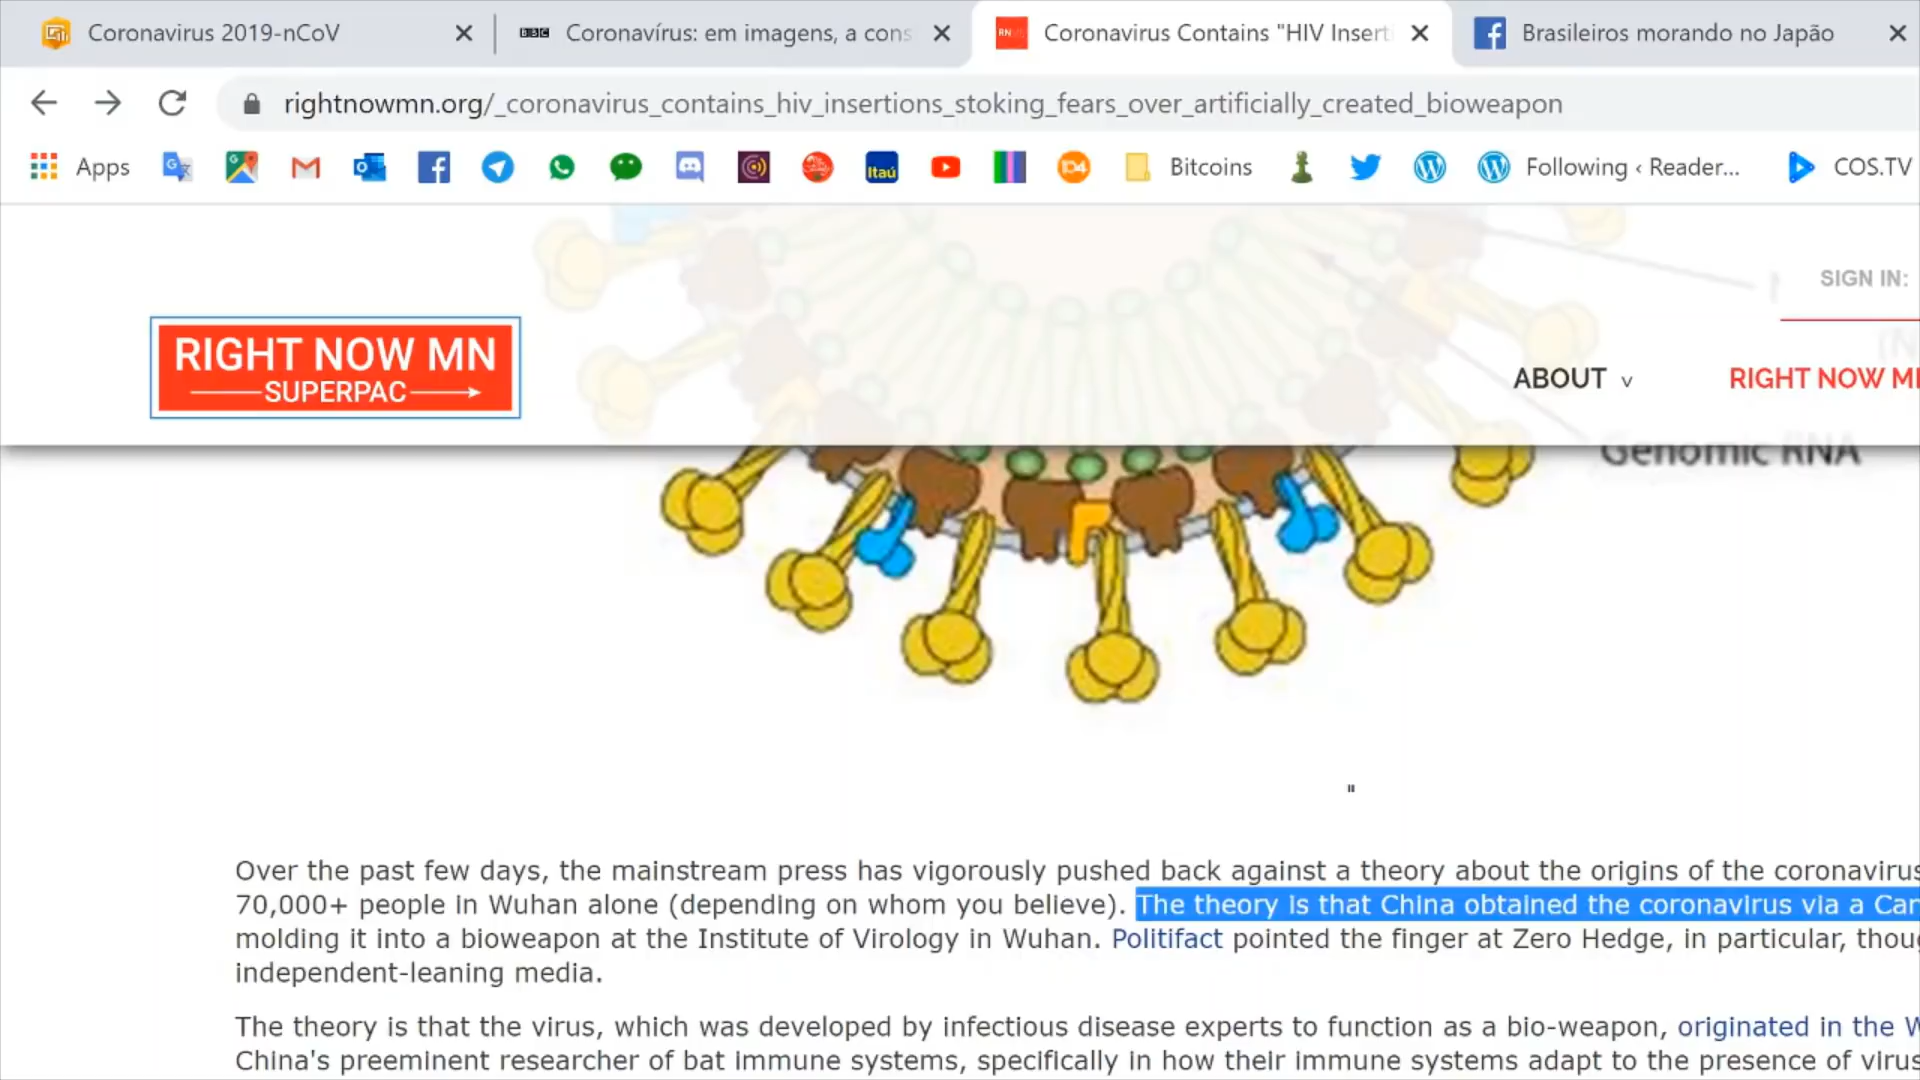 Coronavirus 2019-nCoV
BBC
Coronavírus: em imagens, a cons
RN
Coronavirus Contains "HIV Inserti
Brasileiros morando no Japão
rightnowmn.org/_coronavirus_contains_hiv_insertions_stoking_fears_over_artificially_created_bioweapon
Apps
Itaú
104
Bitcoins
Following ‹ Reader...
COS.TV
SIGN IN:
RIGHT NOW MN
SUPERPAC
ABOUT
RIGHT NOW
Genomic RNA
"
Over the past few days, the mainstream press has vigorously pushed back against a theory about the origins of the coronavirus
70,000+ people in Wuhan alone (depending on whom you believe). The theory is that China obtained the coronavirus via a Can
molding it into a bioweapon at the Institute of Virology in Wuhan. Politifact pointed the finger at Zero Hedge, in particular, thoug
independent-leaning media.
The theory is that the virus, which was developed by infectious disease experts to function as a bio-weapon, originated in the W
China's preeminent researcher of bat immune systems, specifically in how their immune systems adapt to the presence of virus